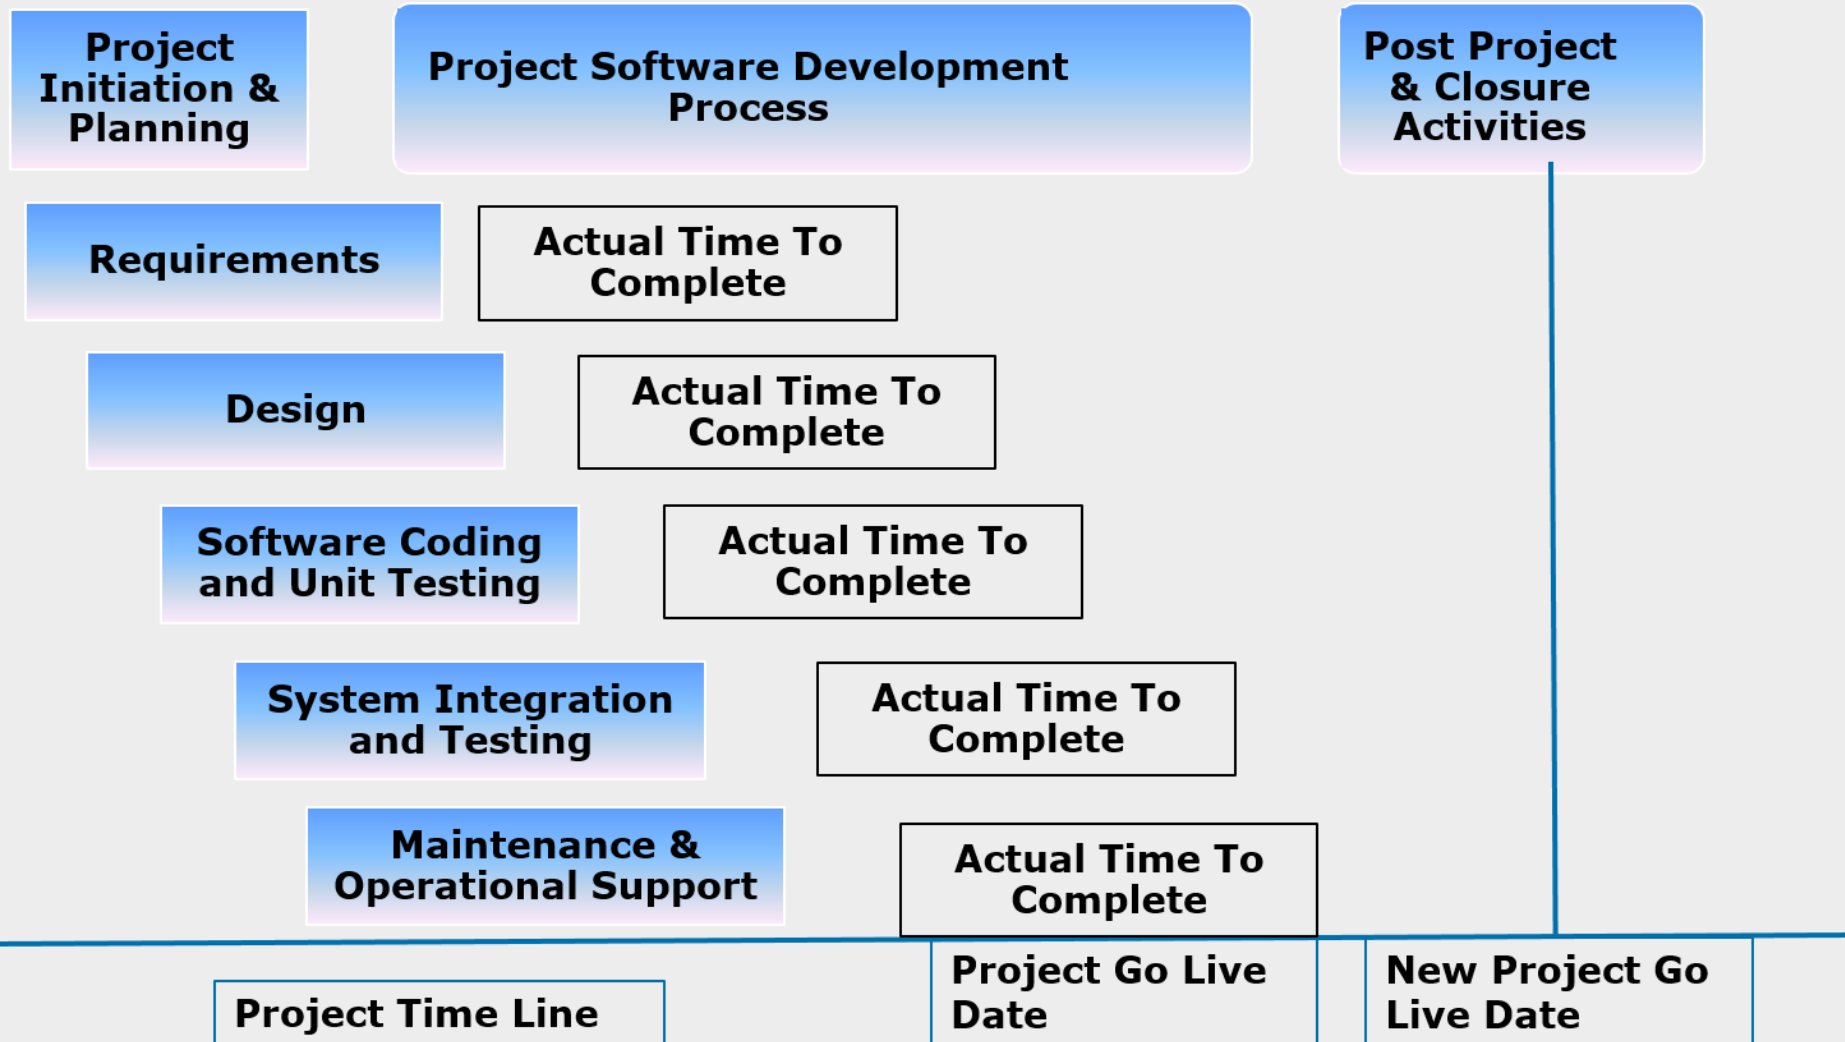 Project
Initiation &
Planning
Project Software Development
Process
Post Project
& Closure
Activities
Requirements
Actual Time To
Complete
Design
Actual Time To
Complete
Software Coding
and Unit Testing
Actual Time To
Complete
System Integration
and Testing
Actual Time To
Complete
Maintenance &
Operational Support
Actual Time To
Complete
Project Time Line
Project Go Live
Date
New Project Go
Live Date